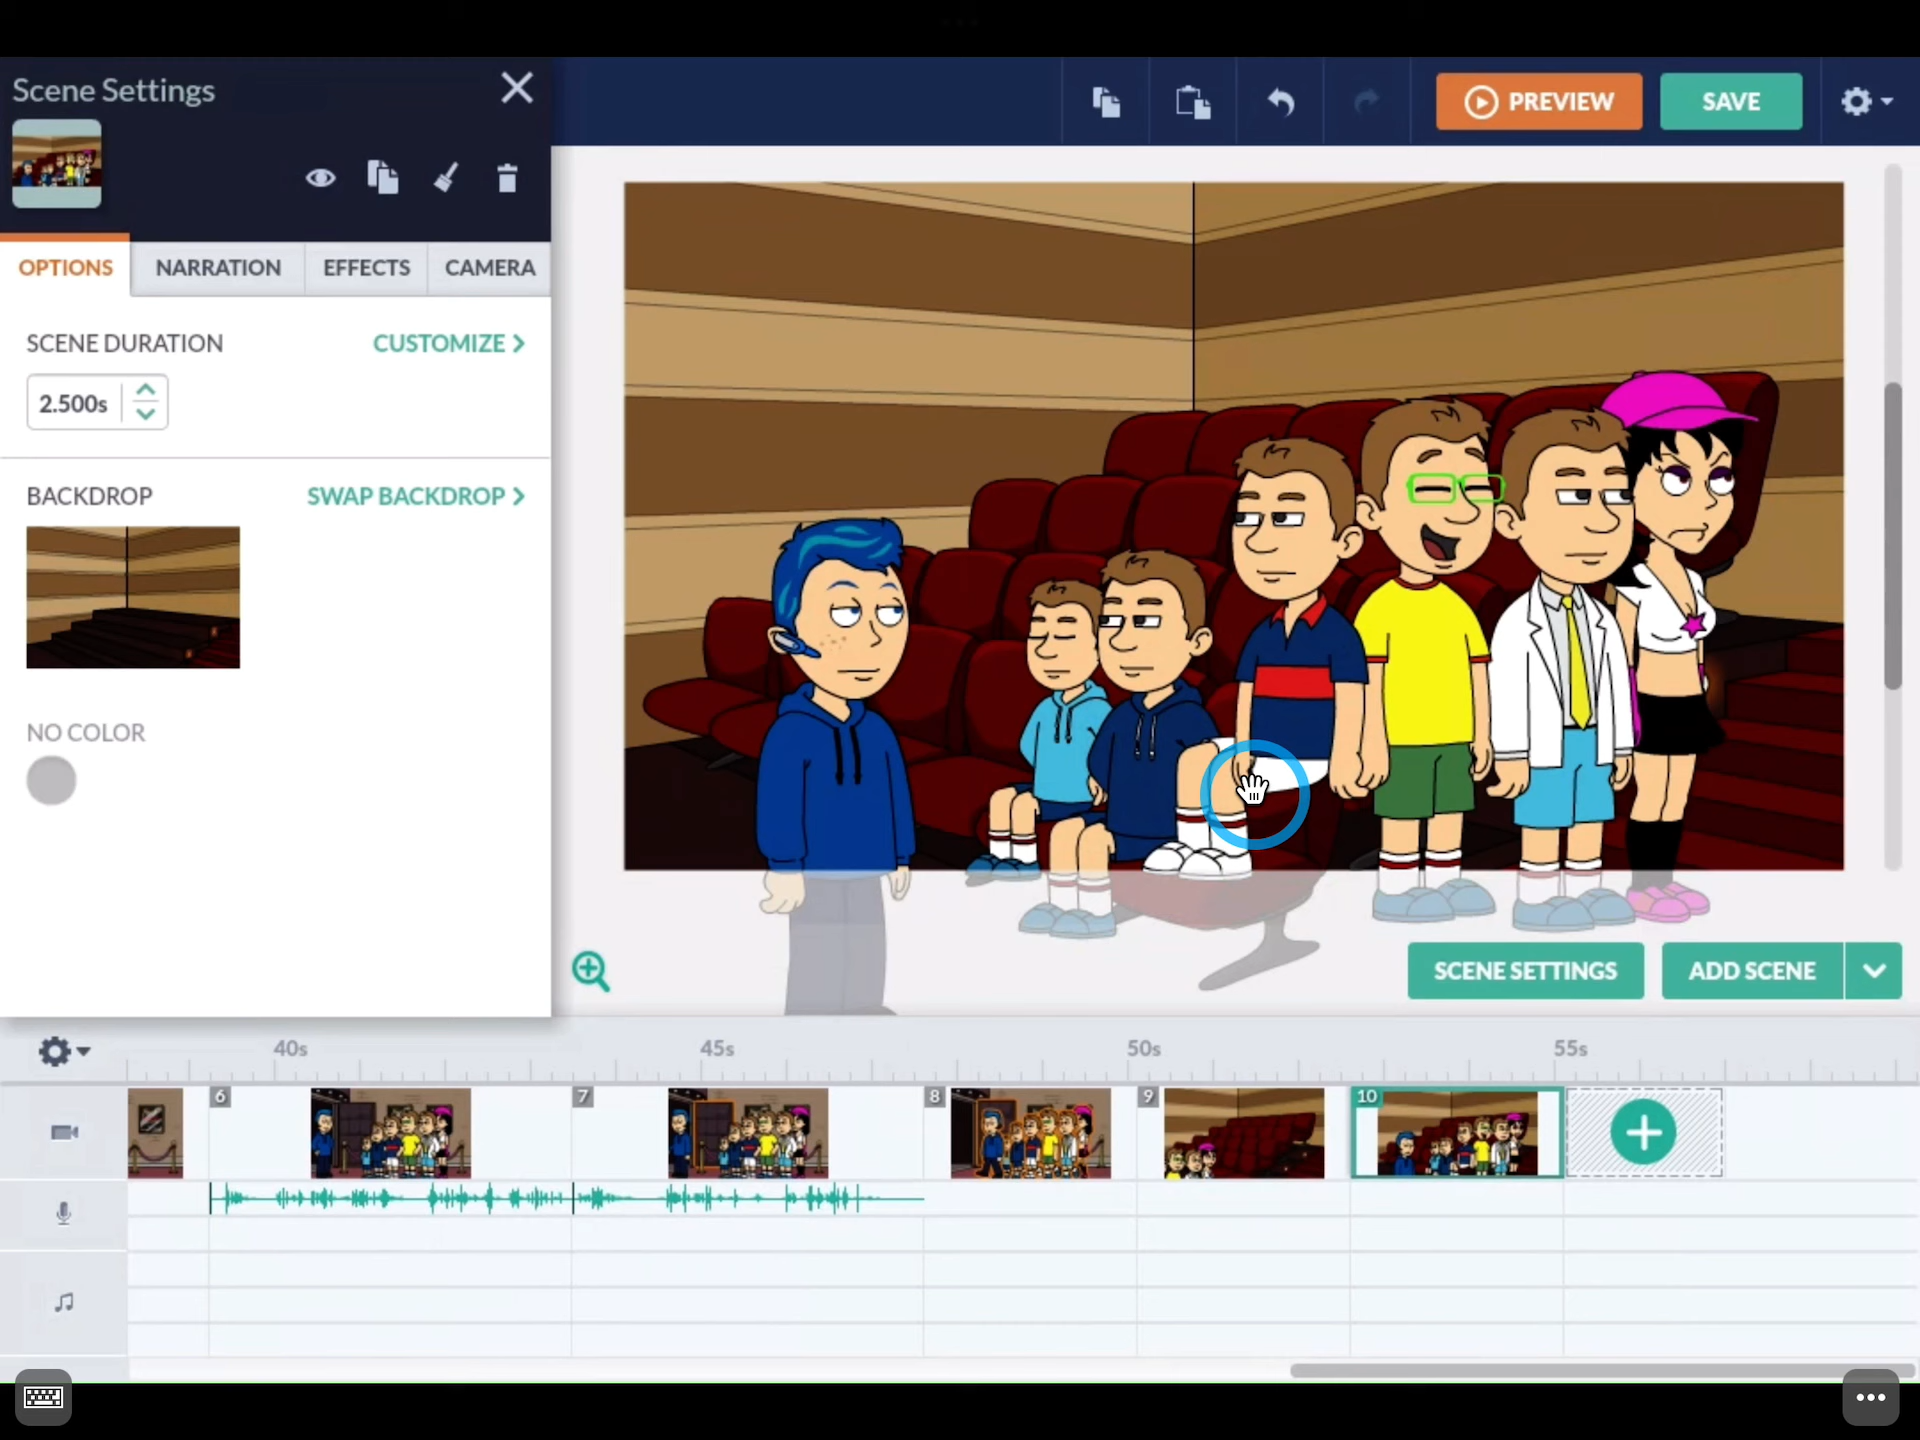 Scene Settings
PREVIEW
SAVE
OPTIONS
NARRATION
EFFECTS
CAMERA
SCENE DURATION
CUSTOMIZE
2.500s
BACKDROP
SWAP BACKDROP
NO COLOR
SCENE SETTINGS
ADD SCENE
40s
45s
50s
55s
6
7
8
9
10